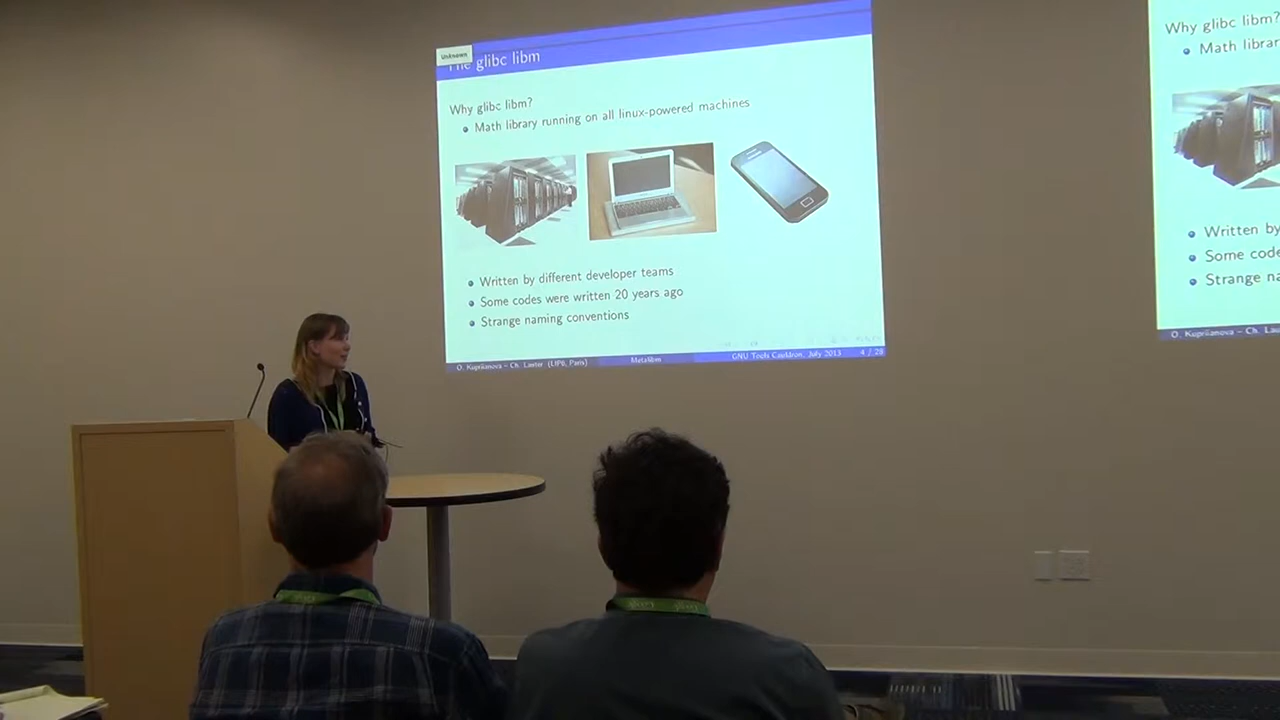 Unknown
The glibc libm
Why glibc libm?
Math library running on all linux-powered machines
Written by different developer teams
Some codes were written 20 years ago
Strange naming conventions
O. Kupriianova – Ch. Lauter (LIP6, Paris)
Metalibm
GNU Tools Cauldron, July 2013
4 / 28
Why glibc libm?
Math librar
Written by
Some code
Strange na
O. Kupriianova – Ch. Lau